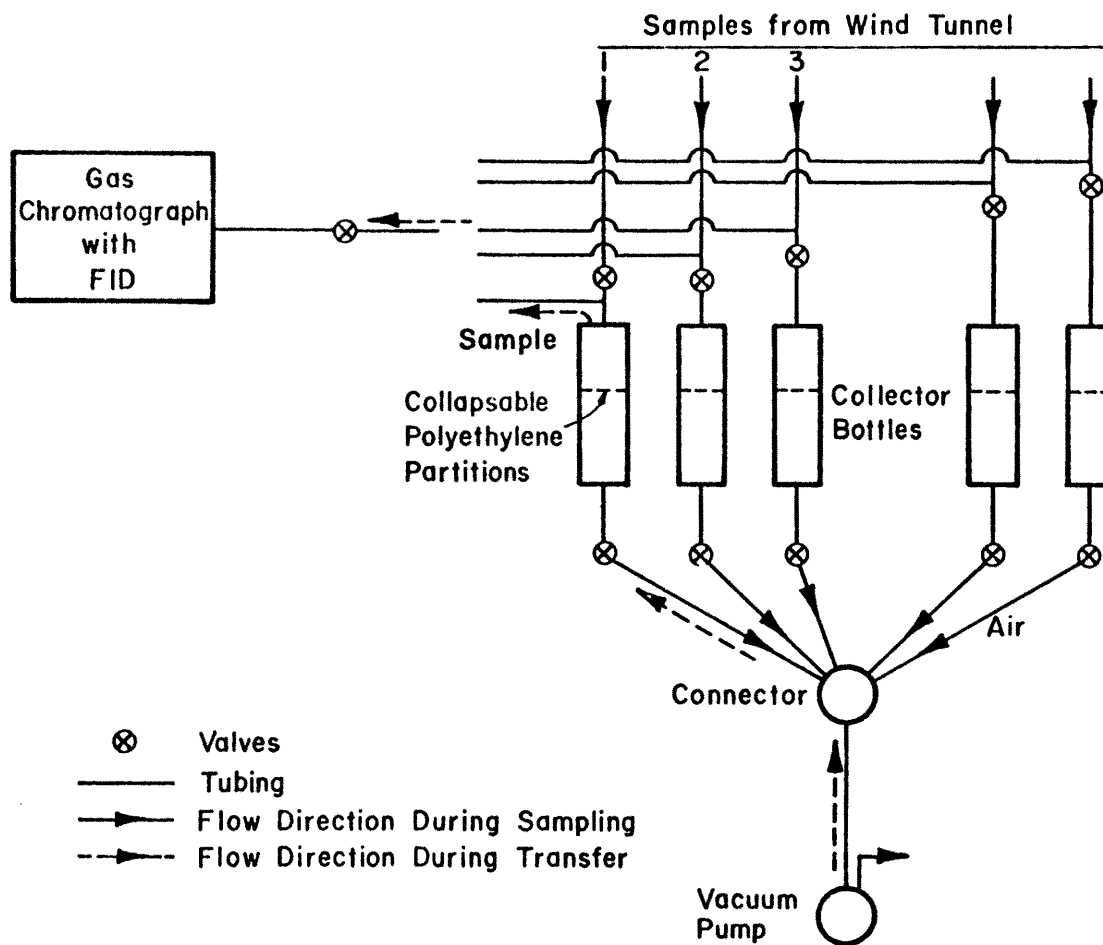 Samples from Wind Tunnel
2 3
Gas
Chromatograph
with
FID
Sample
Collapsable
Polyethylene
Partitions
Collector
Bottles
Air
Connector
Valves
Tubing
Flow Direction During Sampling
Flow Direction During Transfer
Vacuum
Pump